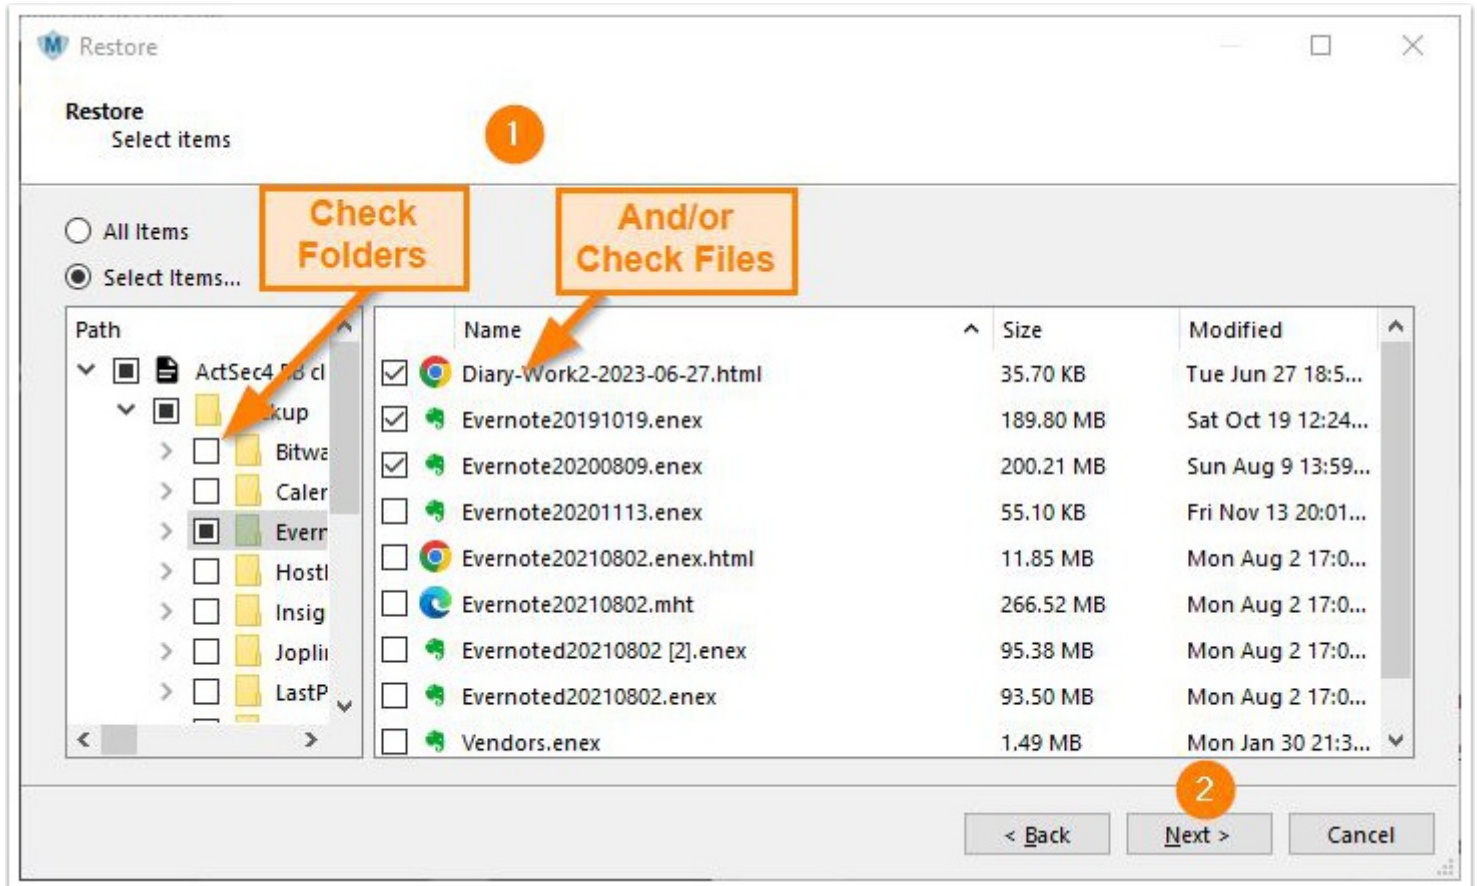 Restore
Restore
Select items
1
Check
Folders
And/or
Check Files
All Items
Select Items...
Path
ActSec4 BB cl
kup
Bitwa
Caler
Evern
Hostl
Insig
Joplin
LastP
Name Size Modified
Diary-Work2-2023-06-27.html 35.70 KB Tue Jun 27 18:5...
Evernote20191019.enex 189.80 MB Sat Oct 19 12:24...
Evernote20200809.enex 200.21 MB Sun Aug 9 13:59...
Evernote20201113.enex 55.10 KB Fri Nov 13 20:01...
Evernote20210802.enex.html 11.85 MB Mon Aug 2 17:0...
Evernote20210802.mht 266.52 MB Mon Aug 2 17:0...
Evernoted20210802 [2].enex 95.38 MB Mon Aug 2 17:0...
Evernoted20210802.enex 93.50 MB Mon Aug 2 17:0...
Vendors.enex 1.49 MB Mon Jan 30 21:3...
2
< Back
Next >
Cancel